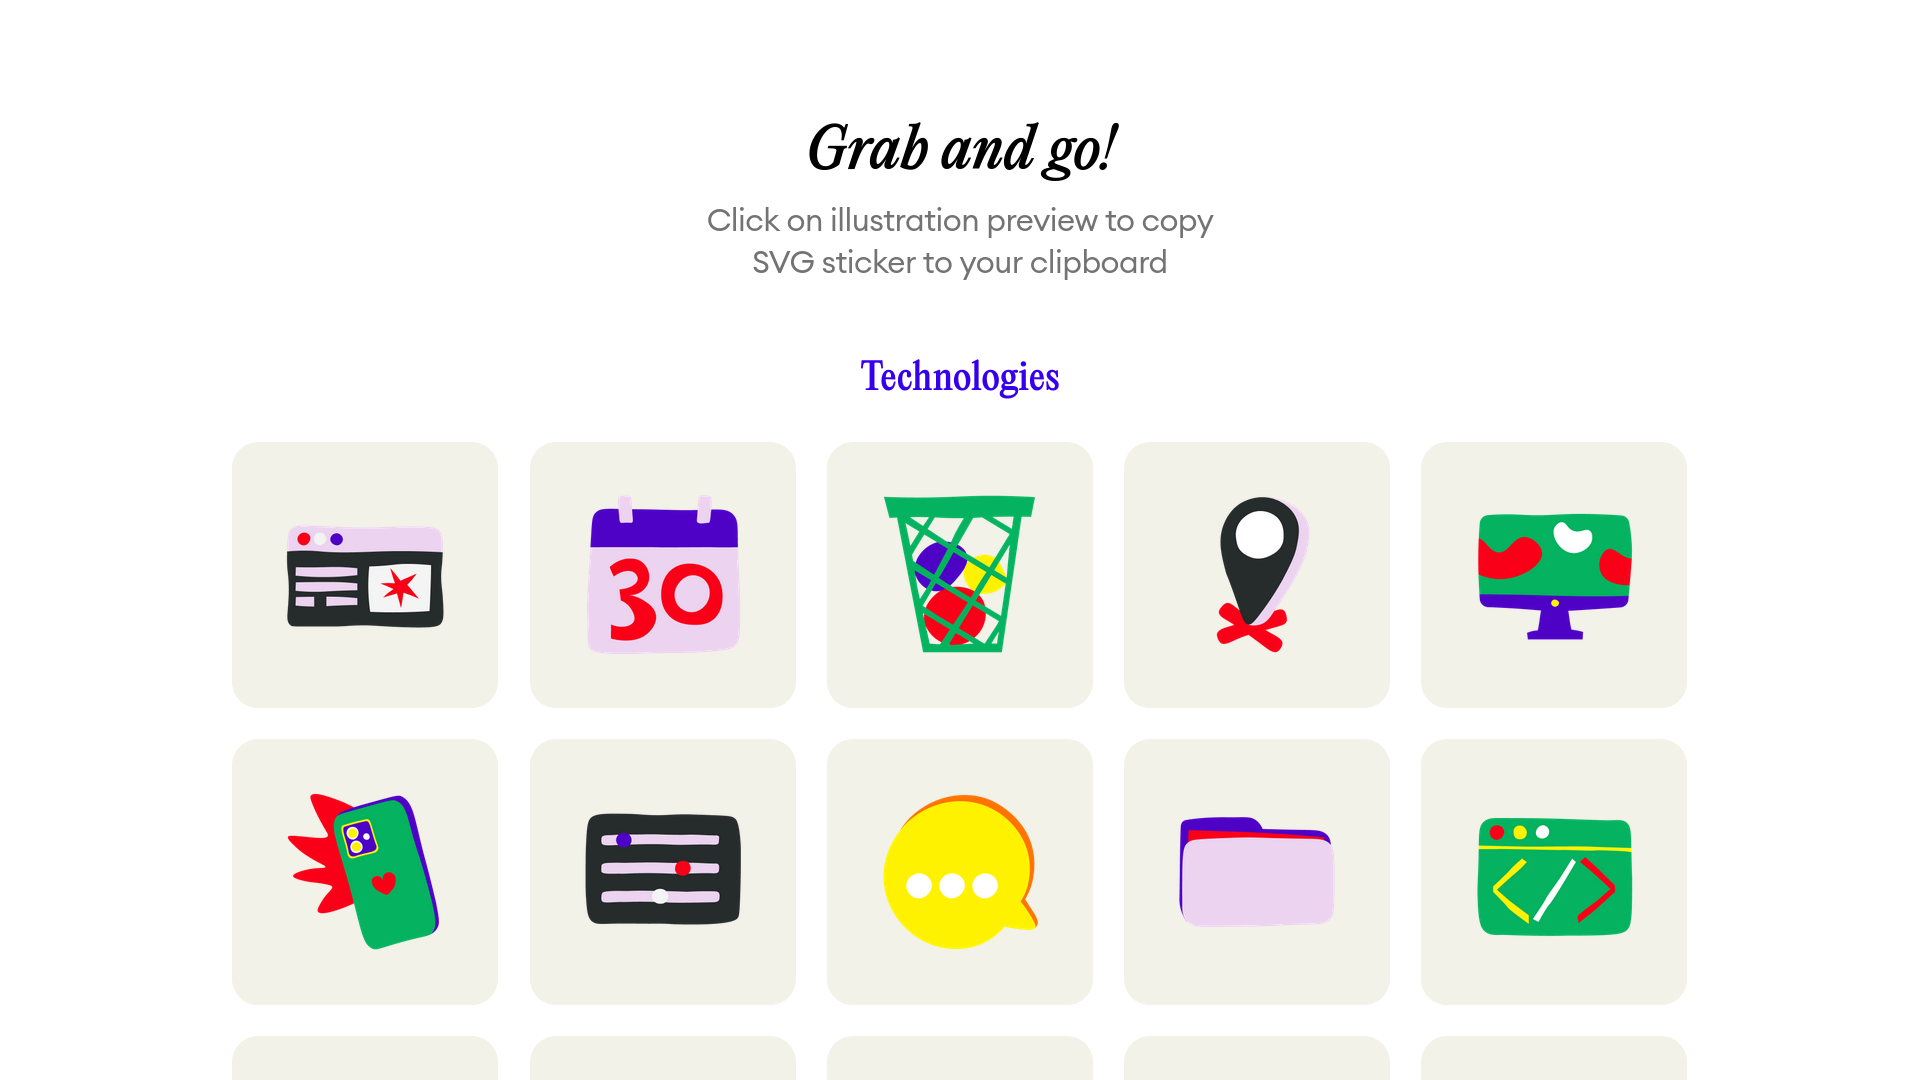 Grab and go!
Click on illustration preview to copy
SVG sticker to your clipboard
Technologies
30